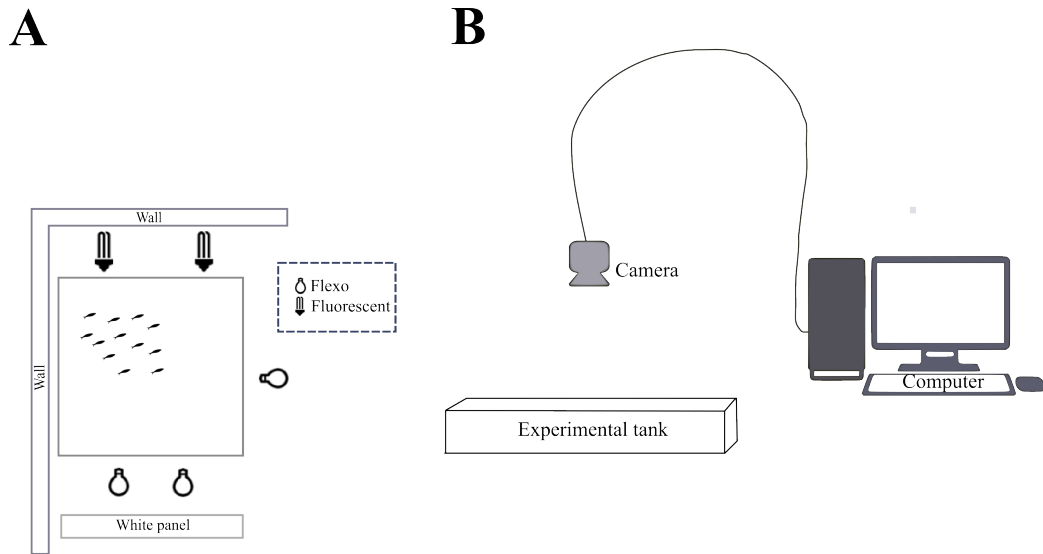 A
B
Wall
Wall
Flexo
Fluorescent
White panel
Camera
Computer
Experimental tank